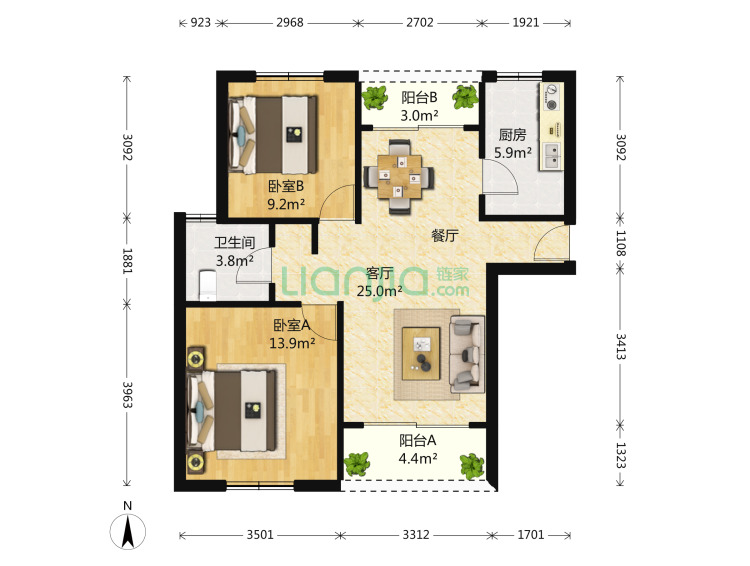 923 2968 2702 1921
阳台B
3.0m²
厨房
5.9m²
3092
3092
卧室B
9.2m²
餐厅
卫生间
3.8m²
1881
1108
客厅
25.0m²
Lianjia 链家
.com
卧室A
13.9m²
3413
3963
阳台A
4.4m²
1323
N
3501 3312 1701